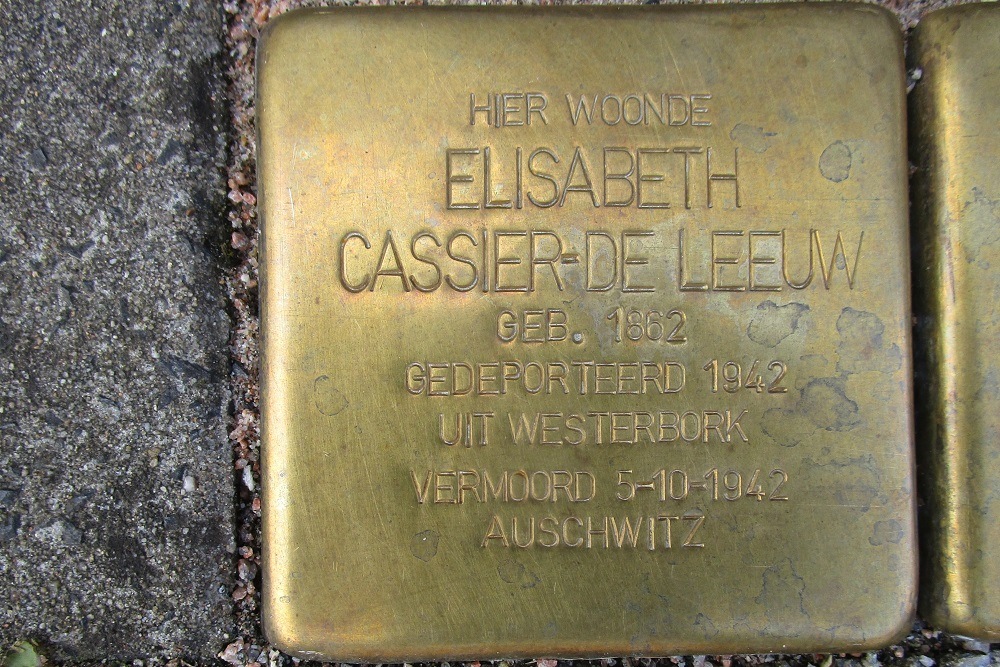 HIER WOONDE
ELISABETH
CASSIER-DE LEEUW
GEB. 1862
GEDEPORTEERD 1942
UIT WESTERBORK
VERMOORD 5-10-1942
AUSCHWITZ